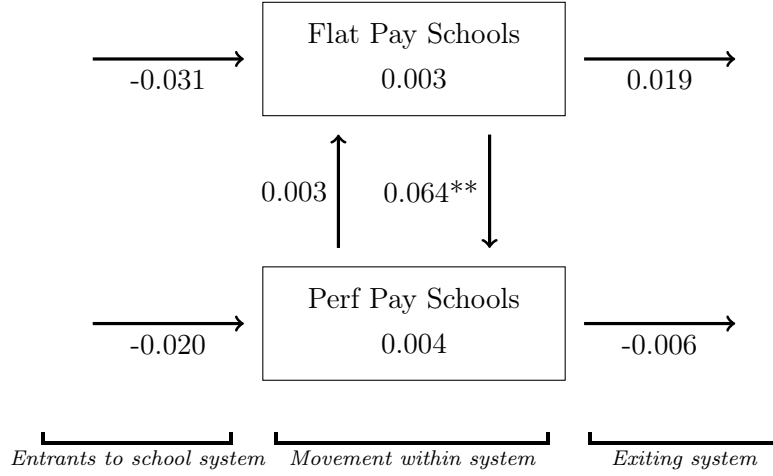 Flat Pay Schools
-0.031
0.003
0.019
0.003
0.064**
Perf Pay Schools
-0.020
0.004
-0.006
Entrants to school system
Movement within system
Exiting system